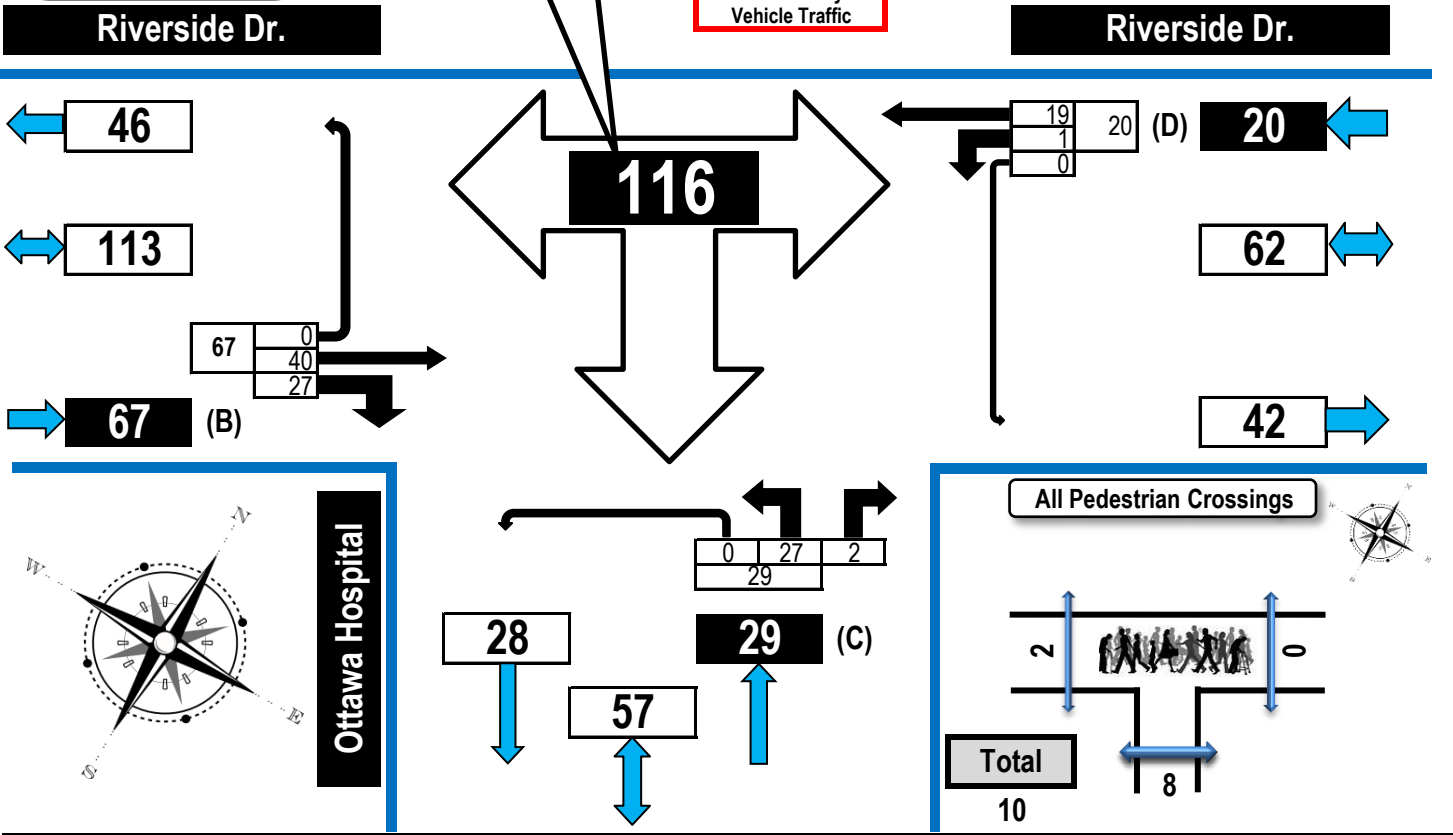 Vehicle Traffic
Riverside Dr.
Riverside Dr.
46
116
19
1
0
20
(D)
20
113
62
67
0
40
27
67
(B)
42
Ottawa Hospital
N
W
E
S
0
27
2
29
28
29
(C)
57
All Pedestrian Crossings
N
W
E
S
2
0
8
Total
10